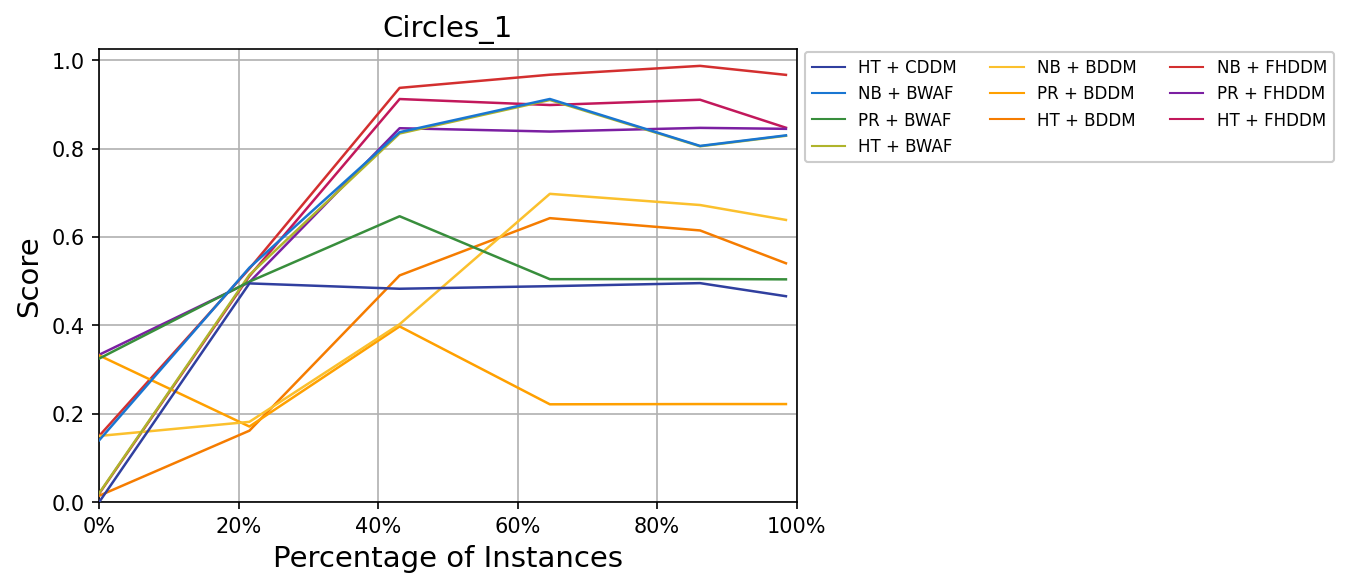 Circles_1
1.0
0.8
0.6
0.4
0.2
0.0
Score
0% 20% 40% 60% 80% 100%
Percentage of Instances
HT + CDDM NB + BDDM NB + FHDDM
NB + BWAF PR + BDDM PR + FHDDM
PR + BWAF HT + BDDM HT + FHDDM
HT + BWAF